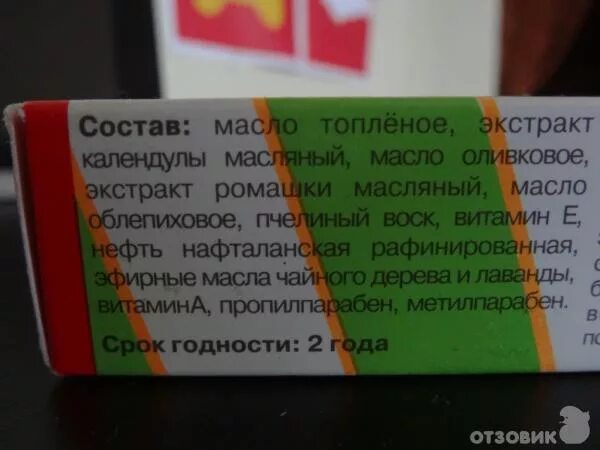 Состав: масло топлёное, экстракт
календулы масляный, масло оливковое,
экстракт ромашки масляный, масло
облепиховое, пчелиный воск, витамин Е,
нефть нафталанская рафинированная,
эфирные масла чайного дерева и лаванды,
витаминА, пропилпарабен, метилпарабен.
Срок годности: 2 года
отзовик